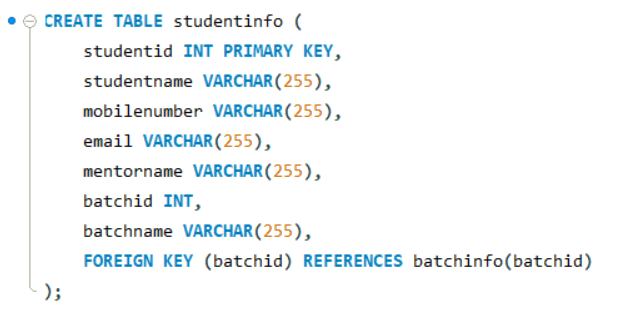 CREATE TABLE studentinfo (
studentid INT PRIMARY KEY,
studentname VARCHAR(255),
mobilenumber VARCHAR(255),
email VARCHAR(255),
mentorname VARCHAR(255),
batchid INT,
batchname VARCHAR(255),
FOREIGN KEY (batchid) REFERENCES batchinfo(batchid)
);